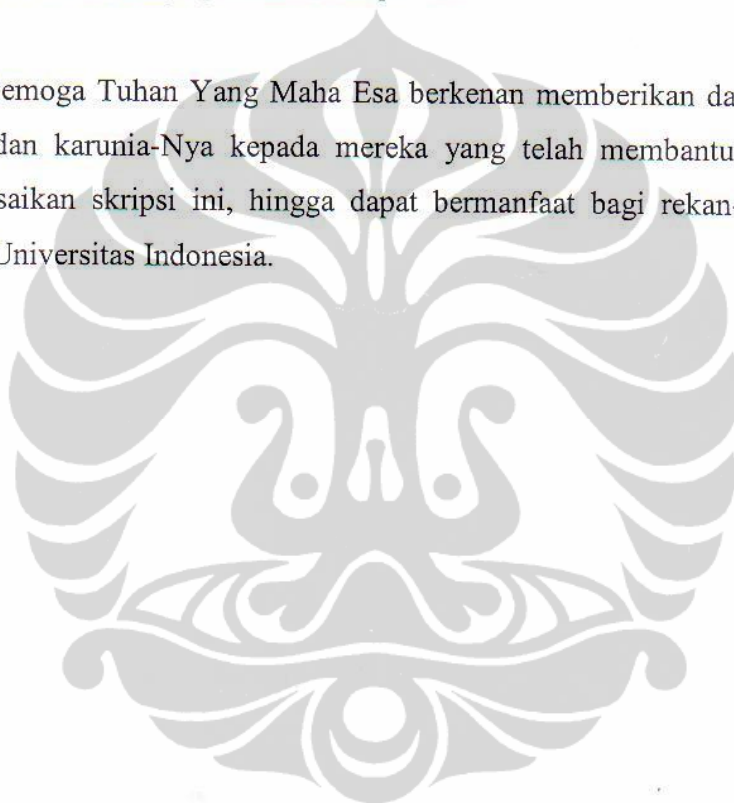 emoga Tuhan Yang Maha Esa berkenan memberikan da
dan karunia-Nya kepada mereka yang telah membantu
saikan skripsi ini, hingga dapat bermanfaat bagi rekan-
Universitas Indonesia.